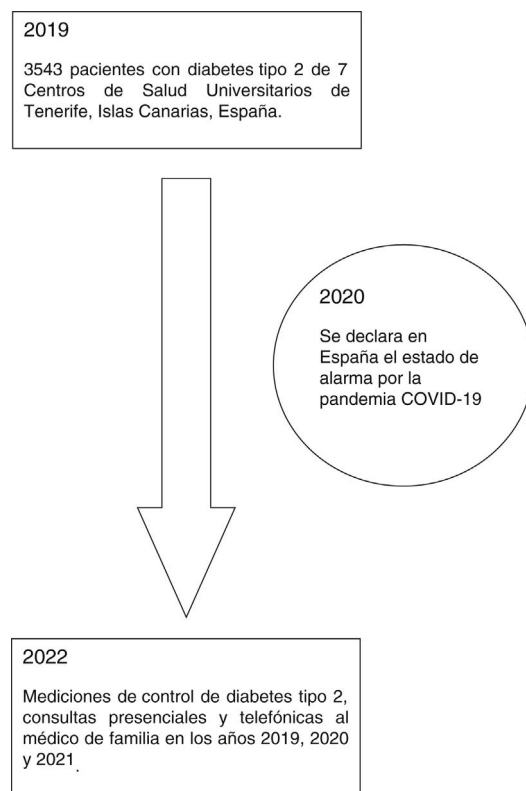 2019
3543 pacientes con diabetes tipo 2 de 7
Centros de Salud Universitarios de
Tenerife, Islas Canarias, España.
2020
Se declara en
España el estado de
alarma por la
pandemia COVID-19
2022
Mediciones de control de diabetes tipo 2,
consultas presenciales y telefónicas al
médico de familia en los años 2019, 2020
y 2021.